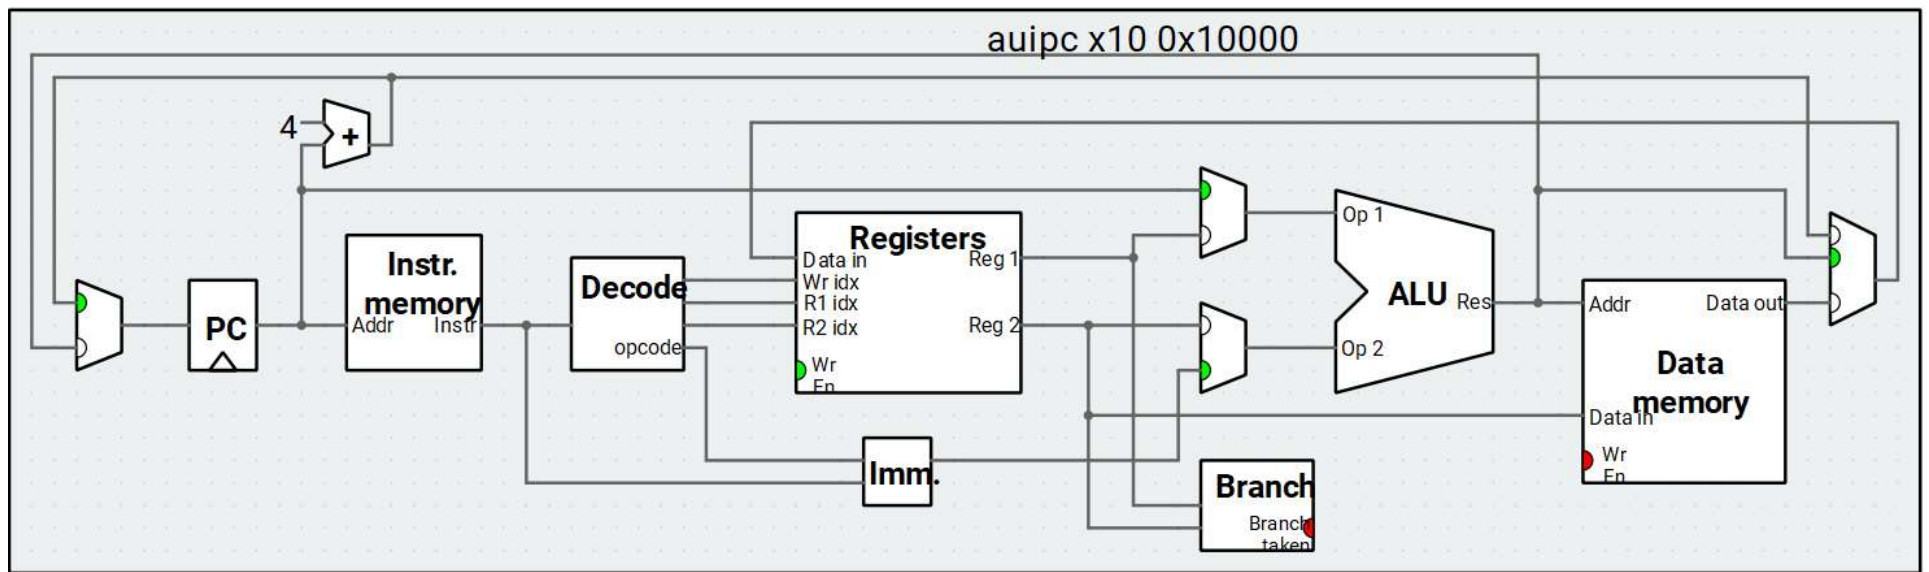 auipc x10 0x10000
4
+
PC
Instr.
memory
Addr
Instr
Decode
opcode
Registers
Data in
Wr idx
R1 idx
R2 idx
Wr
En
Reg 1
Reg 2
Imm.
Op 1
Op 2
ALU
Res
Branch
Branch
taken
Addr
Data out
Data
memory
Data in
Wr
En